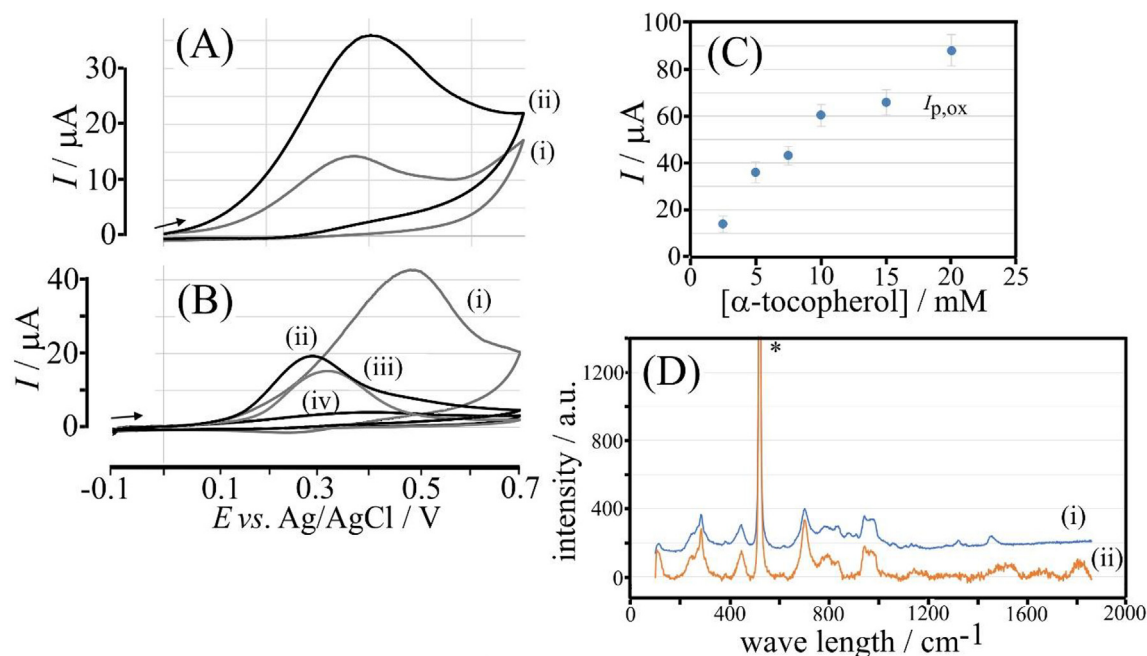 (A)
30
20
10
0
I / µA
(ii)
(i)
(B)
40
20
0
I / µA
(i)
(ii)
(iii)
(iv)
-0.1
0.1
0.3
0.5
0.7
E vs. Ag/AgCl / V
(C)
100
80
60
40
20
0
I / µA
Ip,ox
0
5
10
15
20
25
[α-tocopherol] / mM
(D)
*
1400
1200
800
400
0
intensity / a.u.
(i)
(ii)
0
400
800
1200
1600
2000
wave length / cm-1